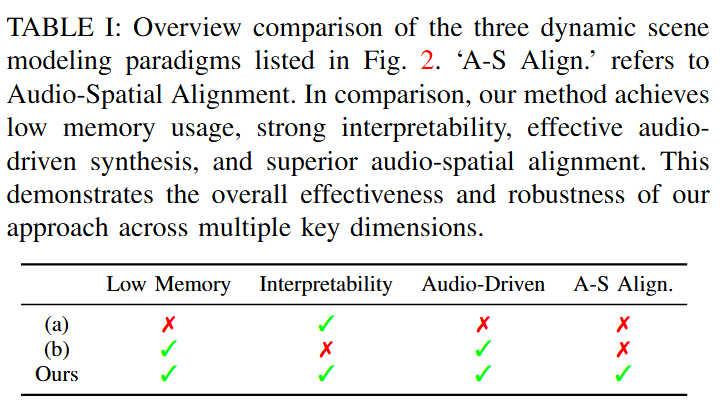 TABLE I: Overview comparison of the three dynamic scene
modeling paradigms listed in Fig. 2. ‘A-S Align.’ refers to
Audio-Spatial Alignment. In comparison, our method achieves
low memory usage, strong interpretability, effective audio-
driven synthesis, and superior audio-spatial alignment. This
demonstrates the overall effectiveness and robustness of our
approach across multiple key dimensions.
Low Memory Interpretability Audio-Driven A-S Align.
(a) ✗ ✓ ✗ ✗
(b) ✓ ✗ ✓ ✗
Ours ✓ ✓ ✓ ✓